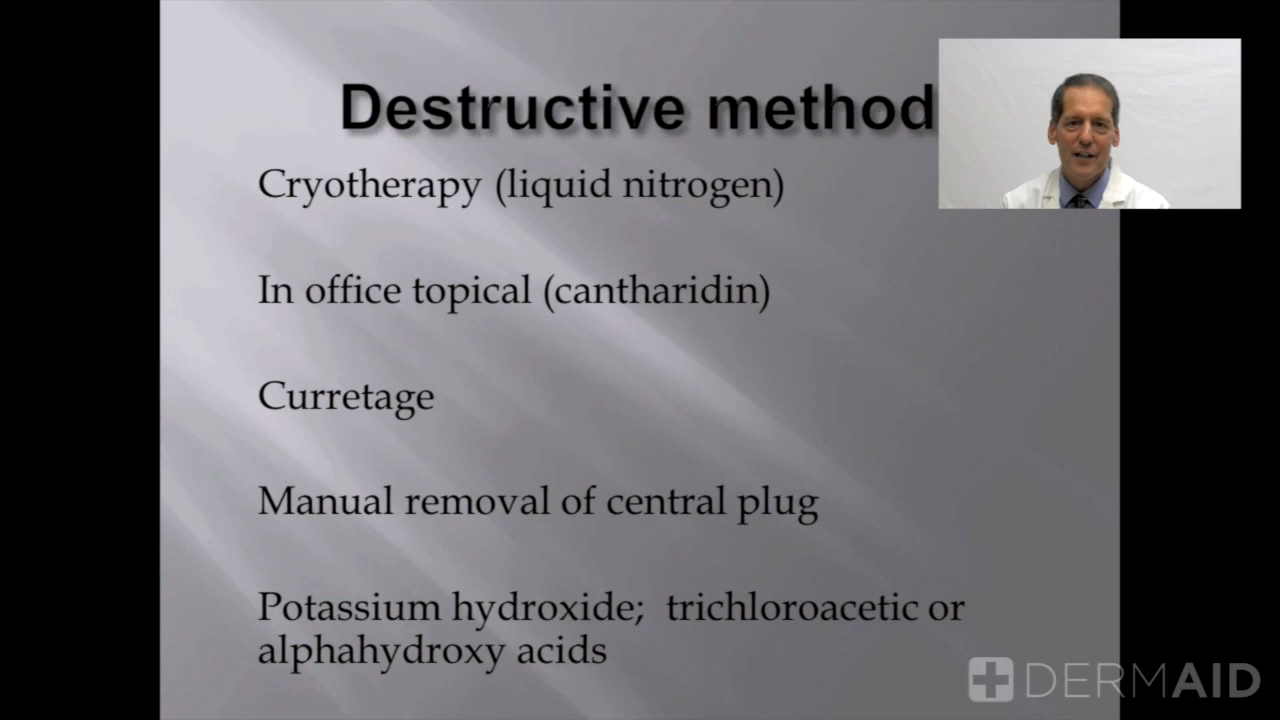 Destructive method
Cryotherapy (liquid nitrogen)
In office topical (cantharidin)
Curretage
Manual removal of central plug
Potassium hydroxide;  trichloroacetic or
alphahydroxy acids
DERMAID